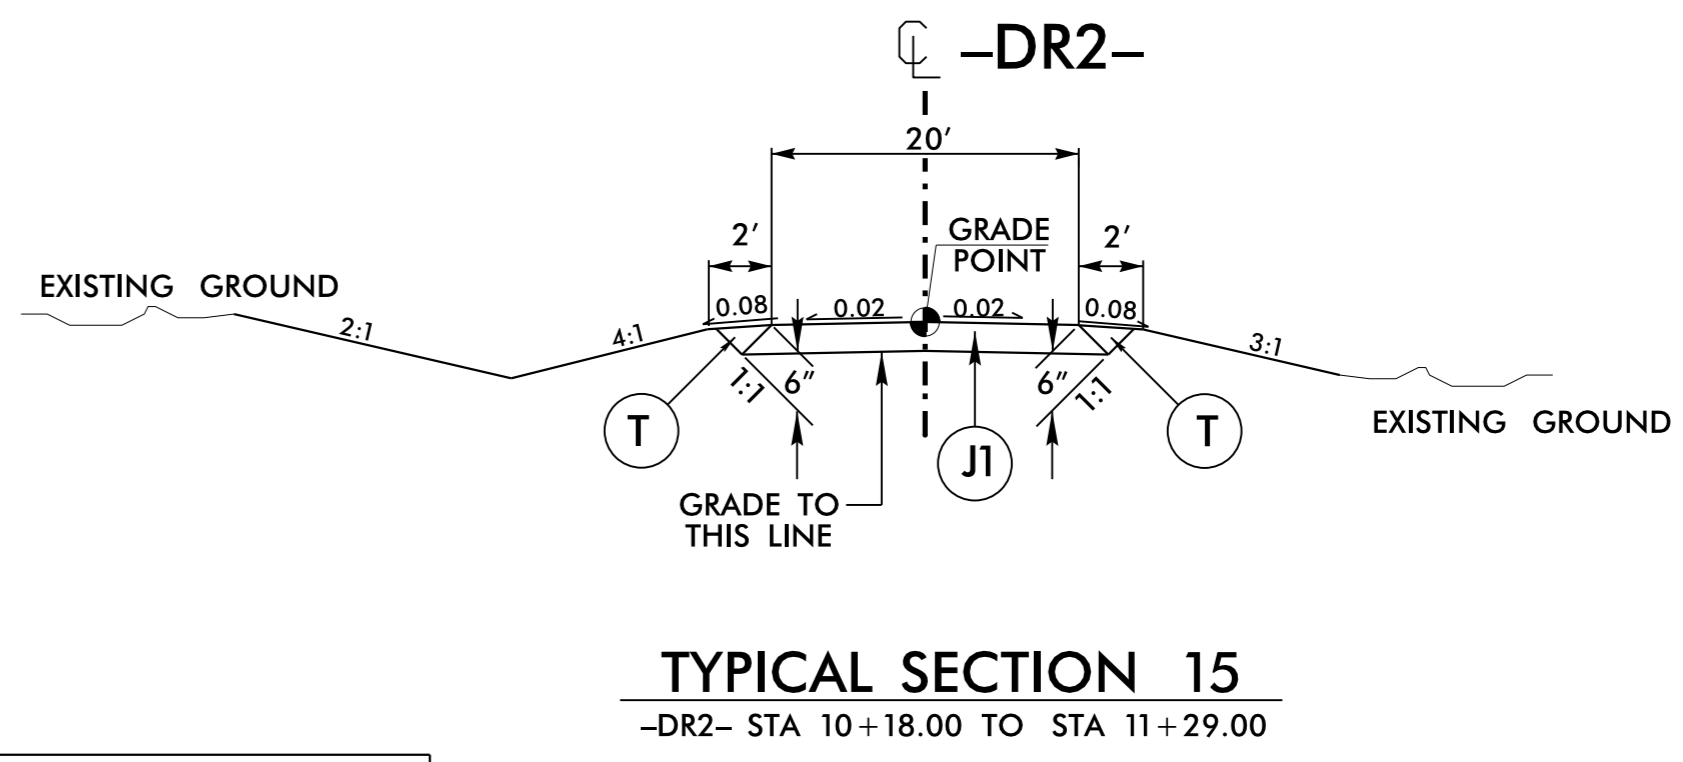 ℄ –DR2–
20'
2'
GRADE
POINT
2'
EXISTING GROUND
0.08
0.02
0.02
0.08
2:1
4:1
3:1
1:1
6"
6"
1:1
T
J1
T
EXISTING GROUND
GRADE TO
THIS LINE
TYPICAL SECTION 15
–DR2– STA 10+18.00 TO STA 11+29.00